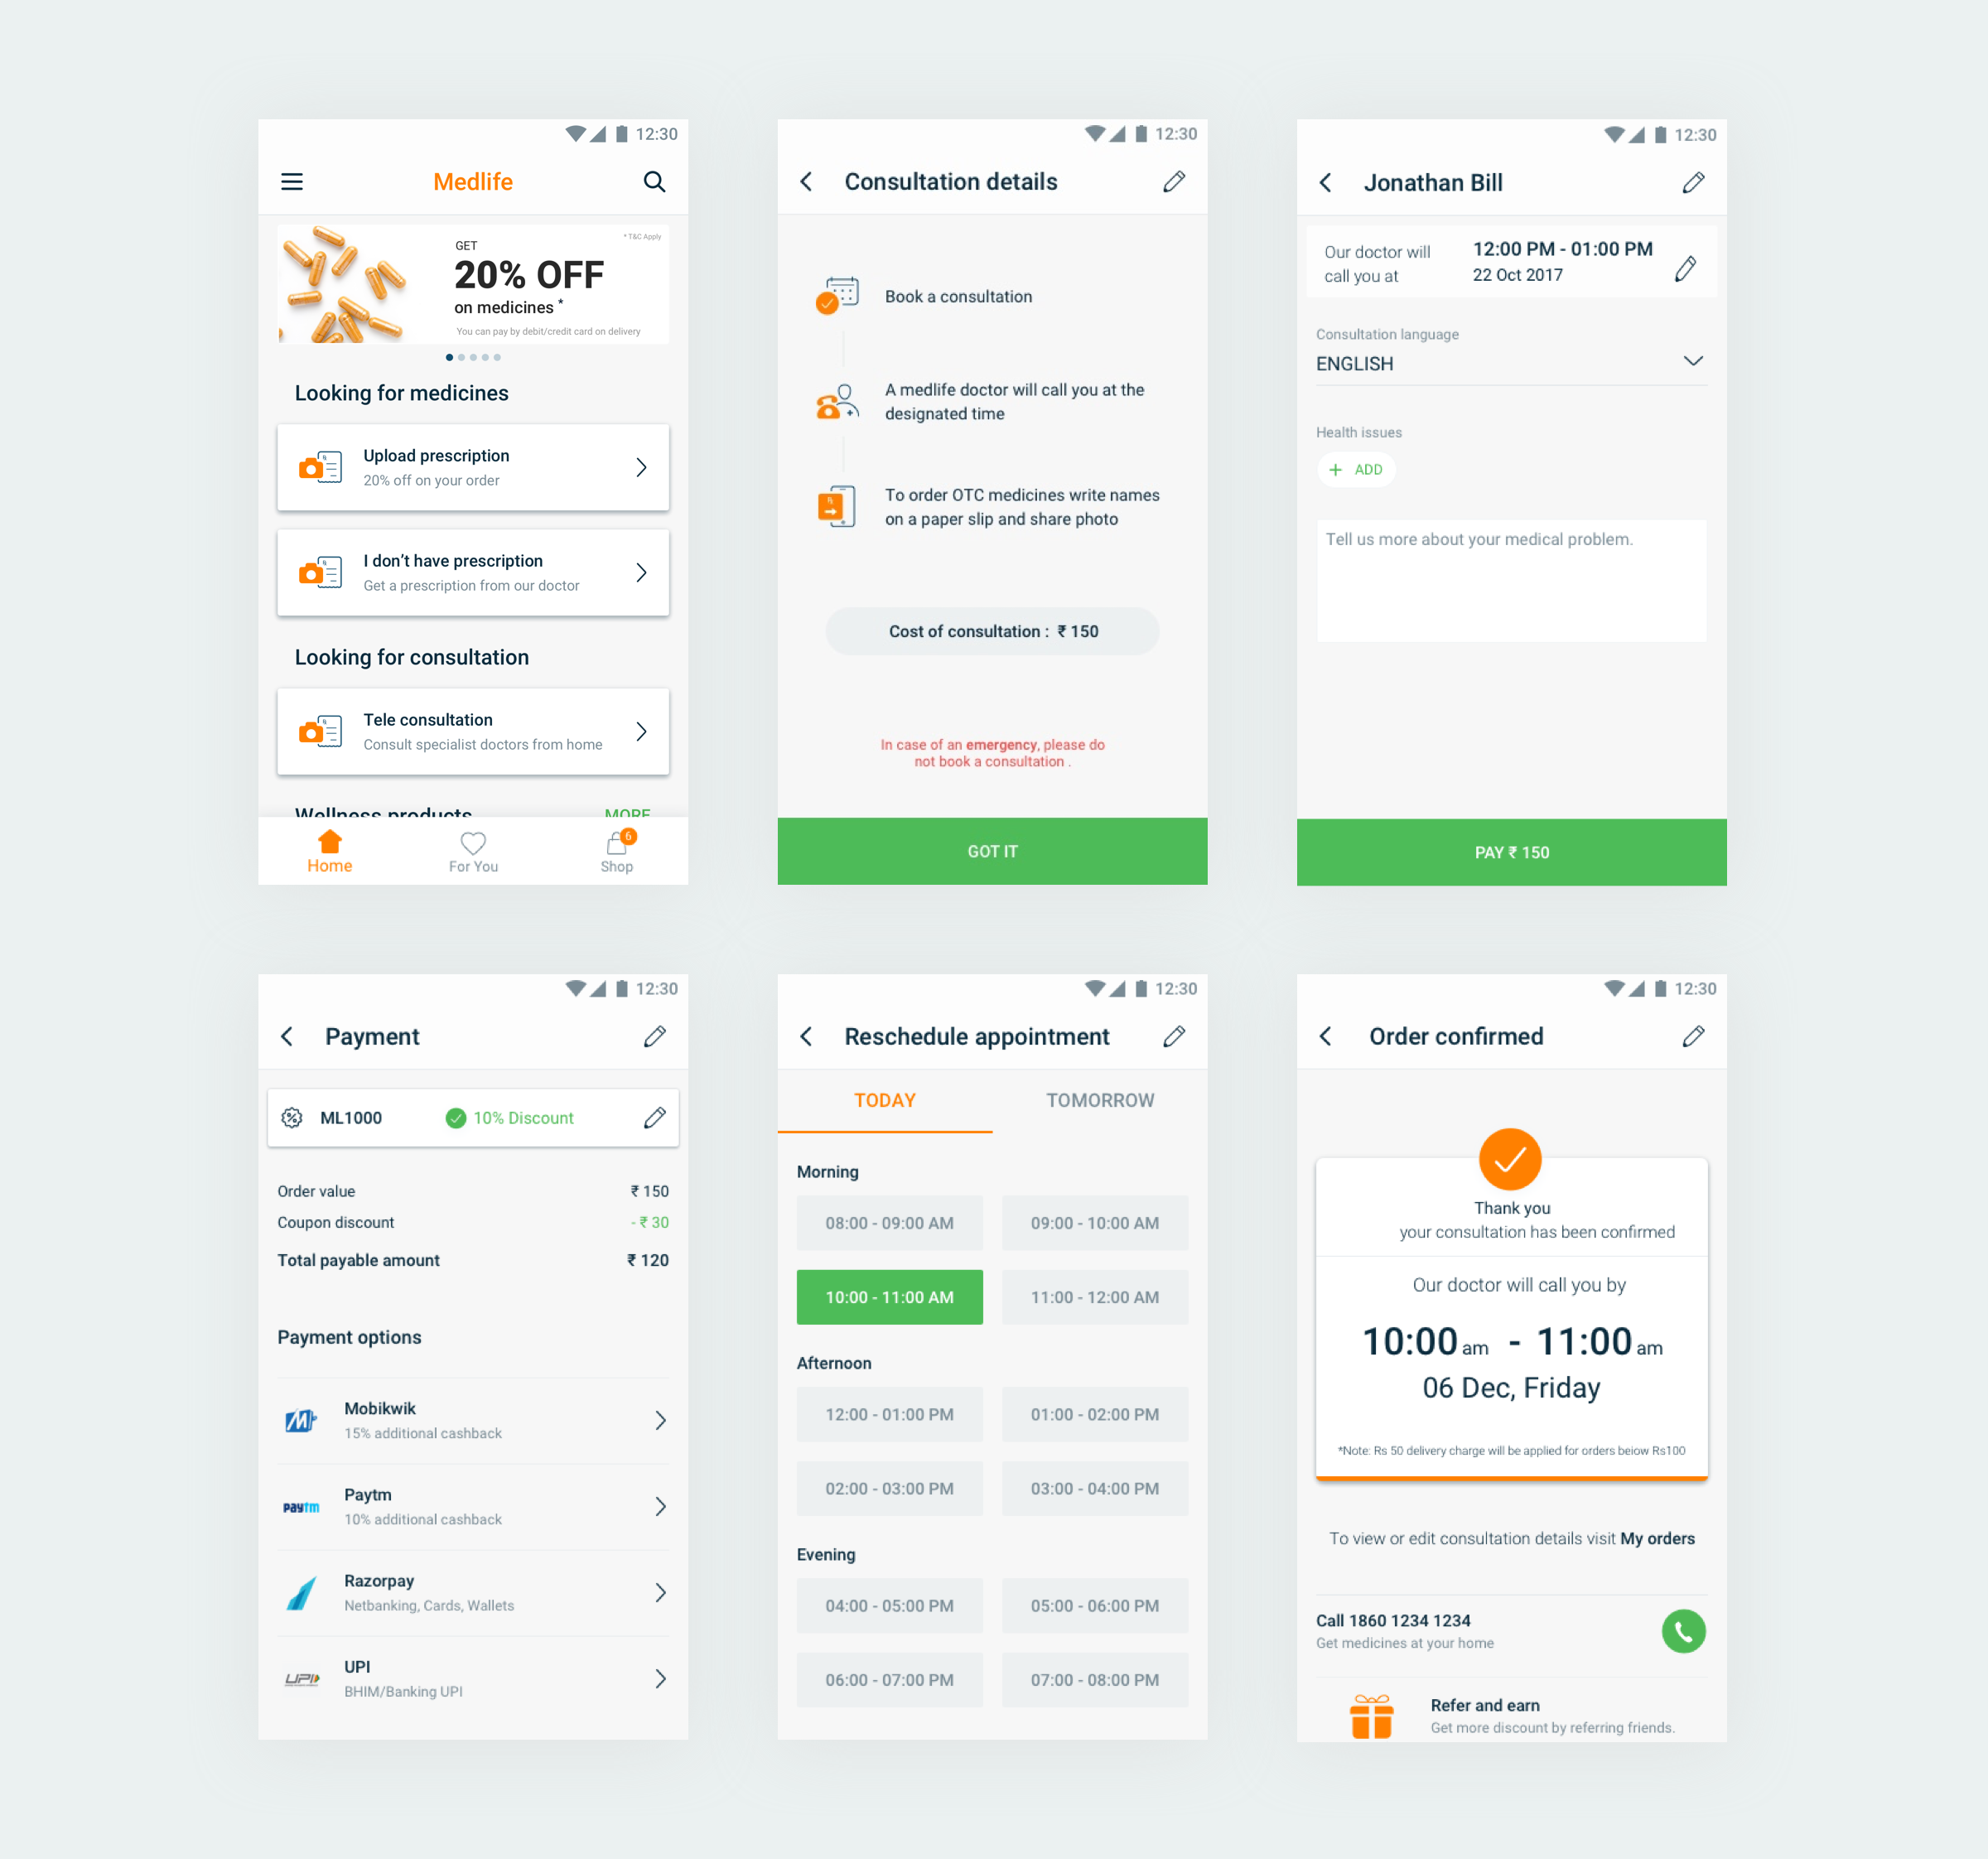 12:30
Medlife
* T&C Apply
GET
20% OFF
on medicines *
You can pay by debit/credit card on delivery
Looking for medicines
Upload prescription
20% off on your order
I don’t have prescription
Get a prescription from our doctor
Looking for consultation
Tele consultation
Consult specialist doctors from home
Wellness products MORE
6
Home For You Shop
12:30
Consultation details
Book a consultation
A medlife doctor will call you at the
designated time
To order OTC medicines write names
on a paper slip and share photo
Cost of consultation : ₹ 150
In case of an emergency, please do
not book a consultation .
GOT IT
12:30
Jonathan Bill
Our doctor will
call you at
12:00 PM - 01:00 PM
22 Oct 2017
Consultation language
ENGLISH
Health issues
+ ADD
Tell us more about your medical problem.
PAY ₹ 150
12:30
Payment
ML1000 10% Discount
Order value ₹ 150
Coupon discount - ₹ 30
Total payable amount ₹ 120
Payment options
Mobikwik
15% additional cashback
paytm
Paytm
10% additional cashback
Razorpay
Netbanking, Cards, Wallets
UPI
UPI
BHIM/Banking UPI
12:30
Reschedule appointment
TODAY TOMORROW
Morning
08:00 - 09:00 AM 09:00 - 10:00 AM
10:00 - 11:00 AM 11:00 - 12:00 AM
Afternoon
12:00 - 01:00 PM 01:00 - 02:00 PM
02:00 - 03:00 PM 03:00 - 04:00 PM
Evening
04:00 - 05:00 PM 05:00 - 06:00 PM
06:00 - 07:00 PM 07:00 - 08:00 PM
12:30
Order confirmed
Thank you
your consultation has been confirmed
Our doctor will call you by
10:00 am - 11:00 am
06 Dec, Friday
*Note: Rs 50 delivery charge will be applied for orders beiow Rs100
To view or edit consultation details visit My orders
Call 1860 1234 1234
Get medicines at your home
Refer and earn
Get more discount by referring friends.